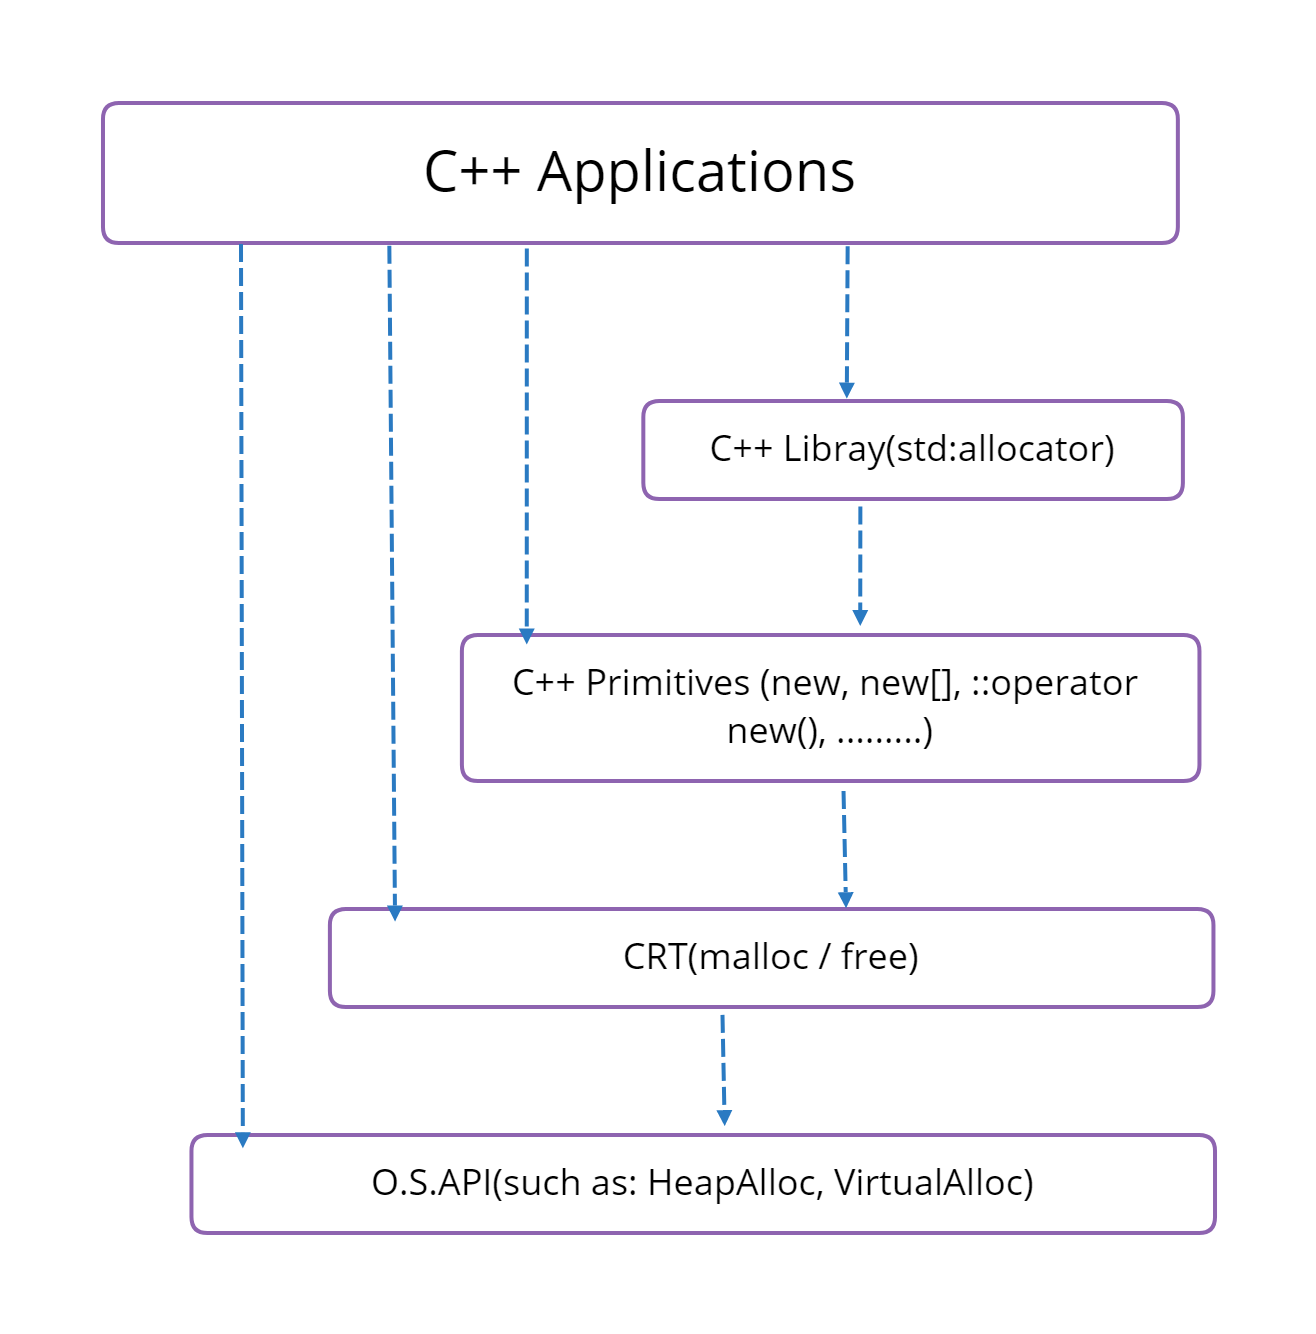 C++ Applications
C++ Libray(std:allocator)
C++ Primitives (new, new[], ::operator
new(), .........)
CRT(malloc / free)
O.S.API(such as: HeapAlloc, VirtualAlloc)